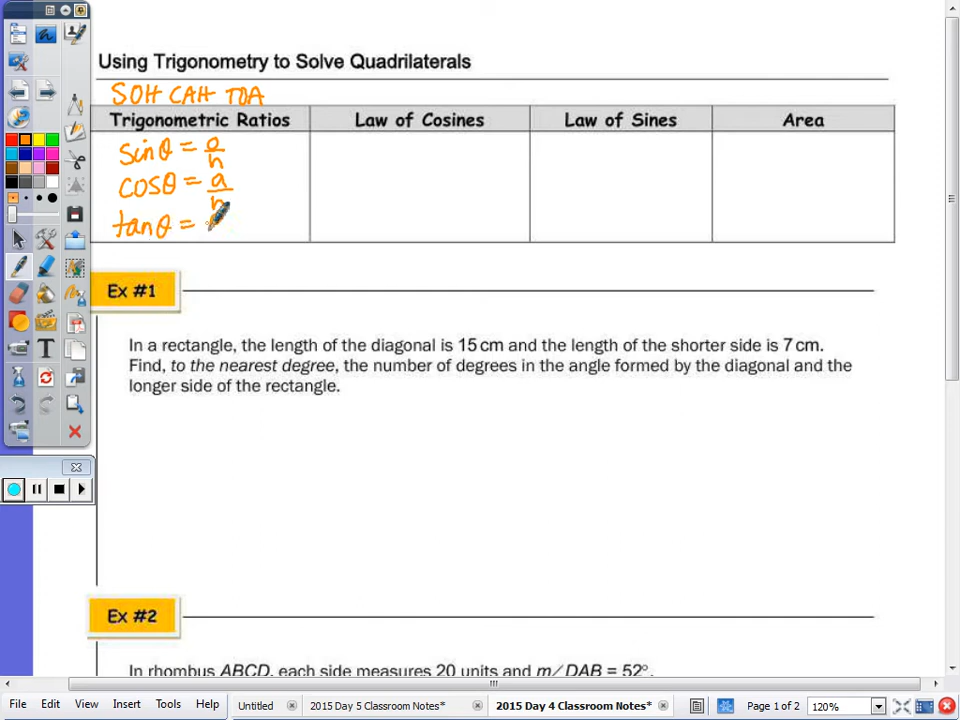 Using Trigonometry to Solve Quadrilaterals
SOH CAH TOA
Trigonometric Ratios Law of Cosines Law of Sines Area
sinθ = o/h
cosθ = a/h
tanθ =
Ex #1
In a rectangle, the length of the diagonal is 15 cm and the length of the shorter side is 7 cm.
Find, to the nearest degree, the number of degrees in the angle formed by the diagonal and the
longer side of the rectangle.
Ex #2
In rhombus ABCD, each side measures 20 units and m∠DAB = 52°.
File Edit View Insert Tools Help Untitled 2015 Day 5 Classroom Notes* 2015 Day 4 Classroom Notes* Page 1 of 2 120%